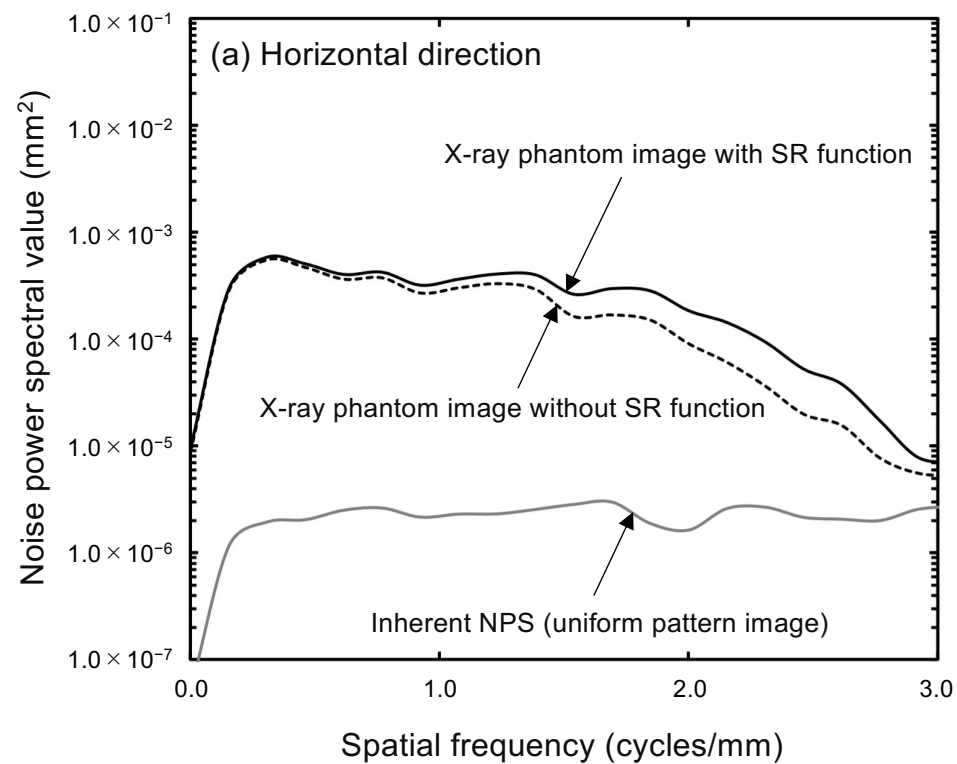 (a) Horizontal direction
Noise power spectral value (mm²)
1.0 × 10⁻¹
1.0 × 10⁻²
1.0 × 10⁻³
1.0 × 10⁻⁴
1.0 × 10⁻⁵
1.0 × 10⁻⁶
1.0 × 10⁻⁷
X-ray phantom image with SR function
X-ray phantom image without SR function
Inherent NPS (uniform pattern image)
0.0 1.0 2.0 3.0
Spatial frequency (cycles/mm)